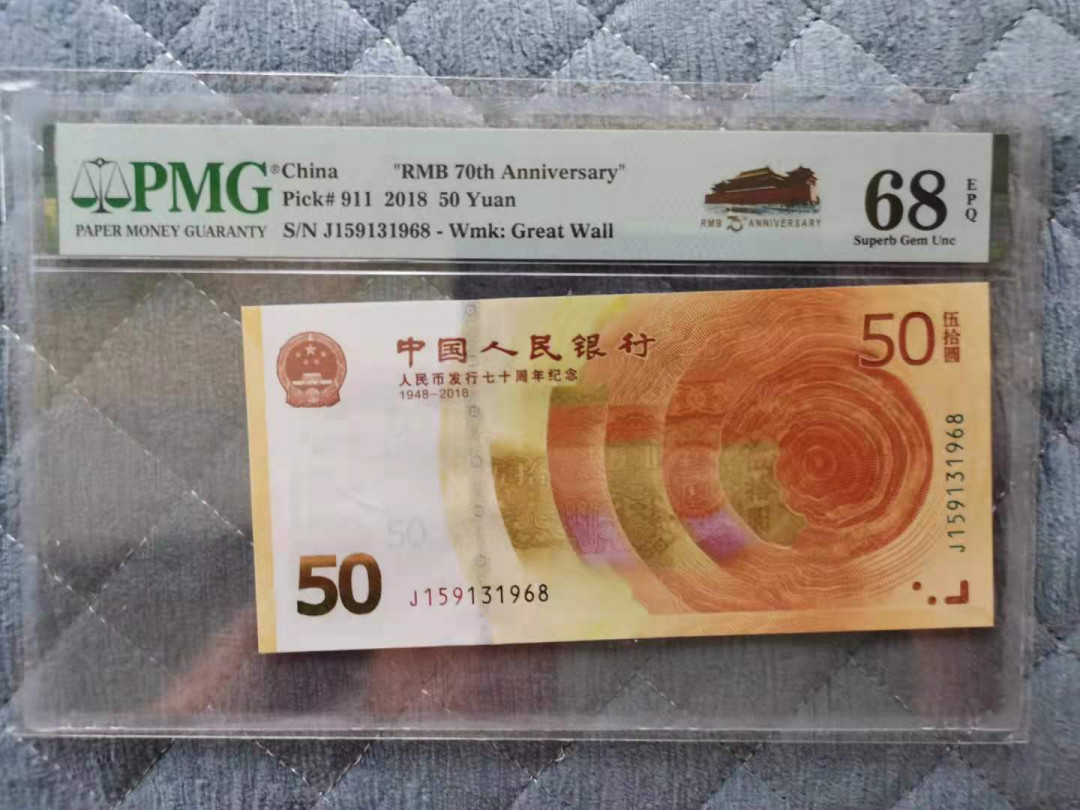 PMG®
PAPER MONEY GUARANTY
China "RMB 70th Anniversary"
Pick# 911 2018 50 Yuan
S/N J159131968 - Wmk: Great Wall
RMB 70th ANNIVERSARY
68
EPQ
Superb Gem Unc
中国人民银行
人民币发行七十周年纪念
1948-2018
50
伍拾圆
50
50
J159131968
J159131968